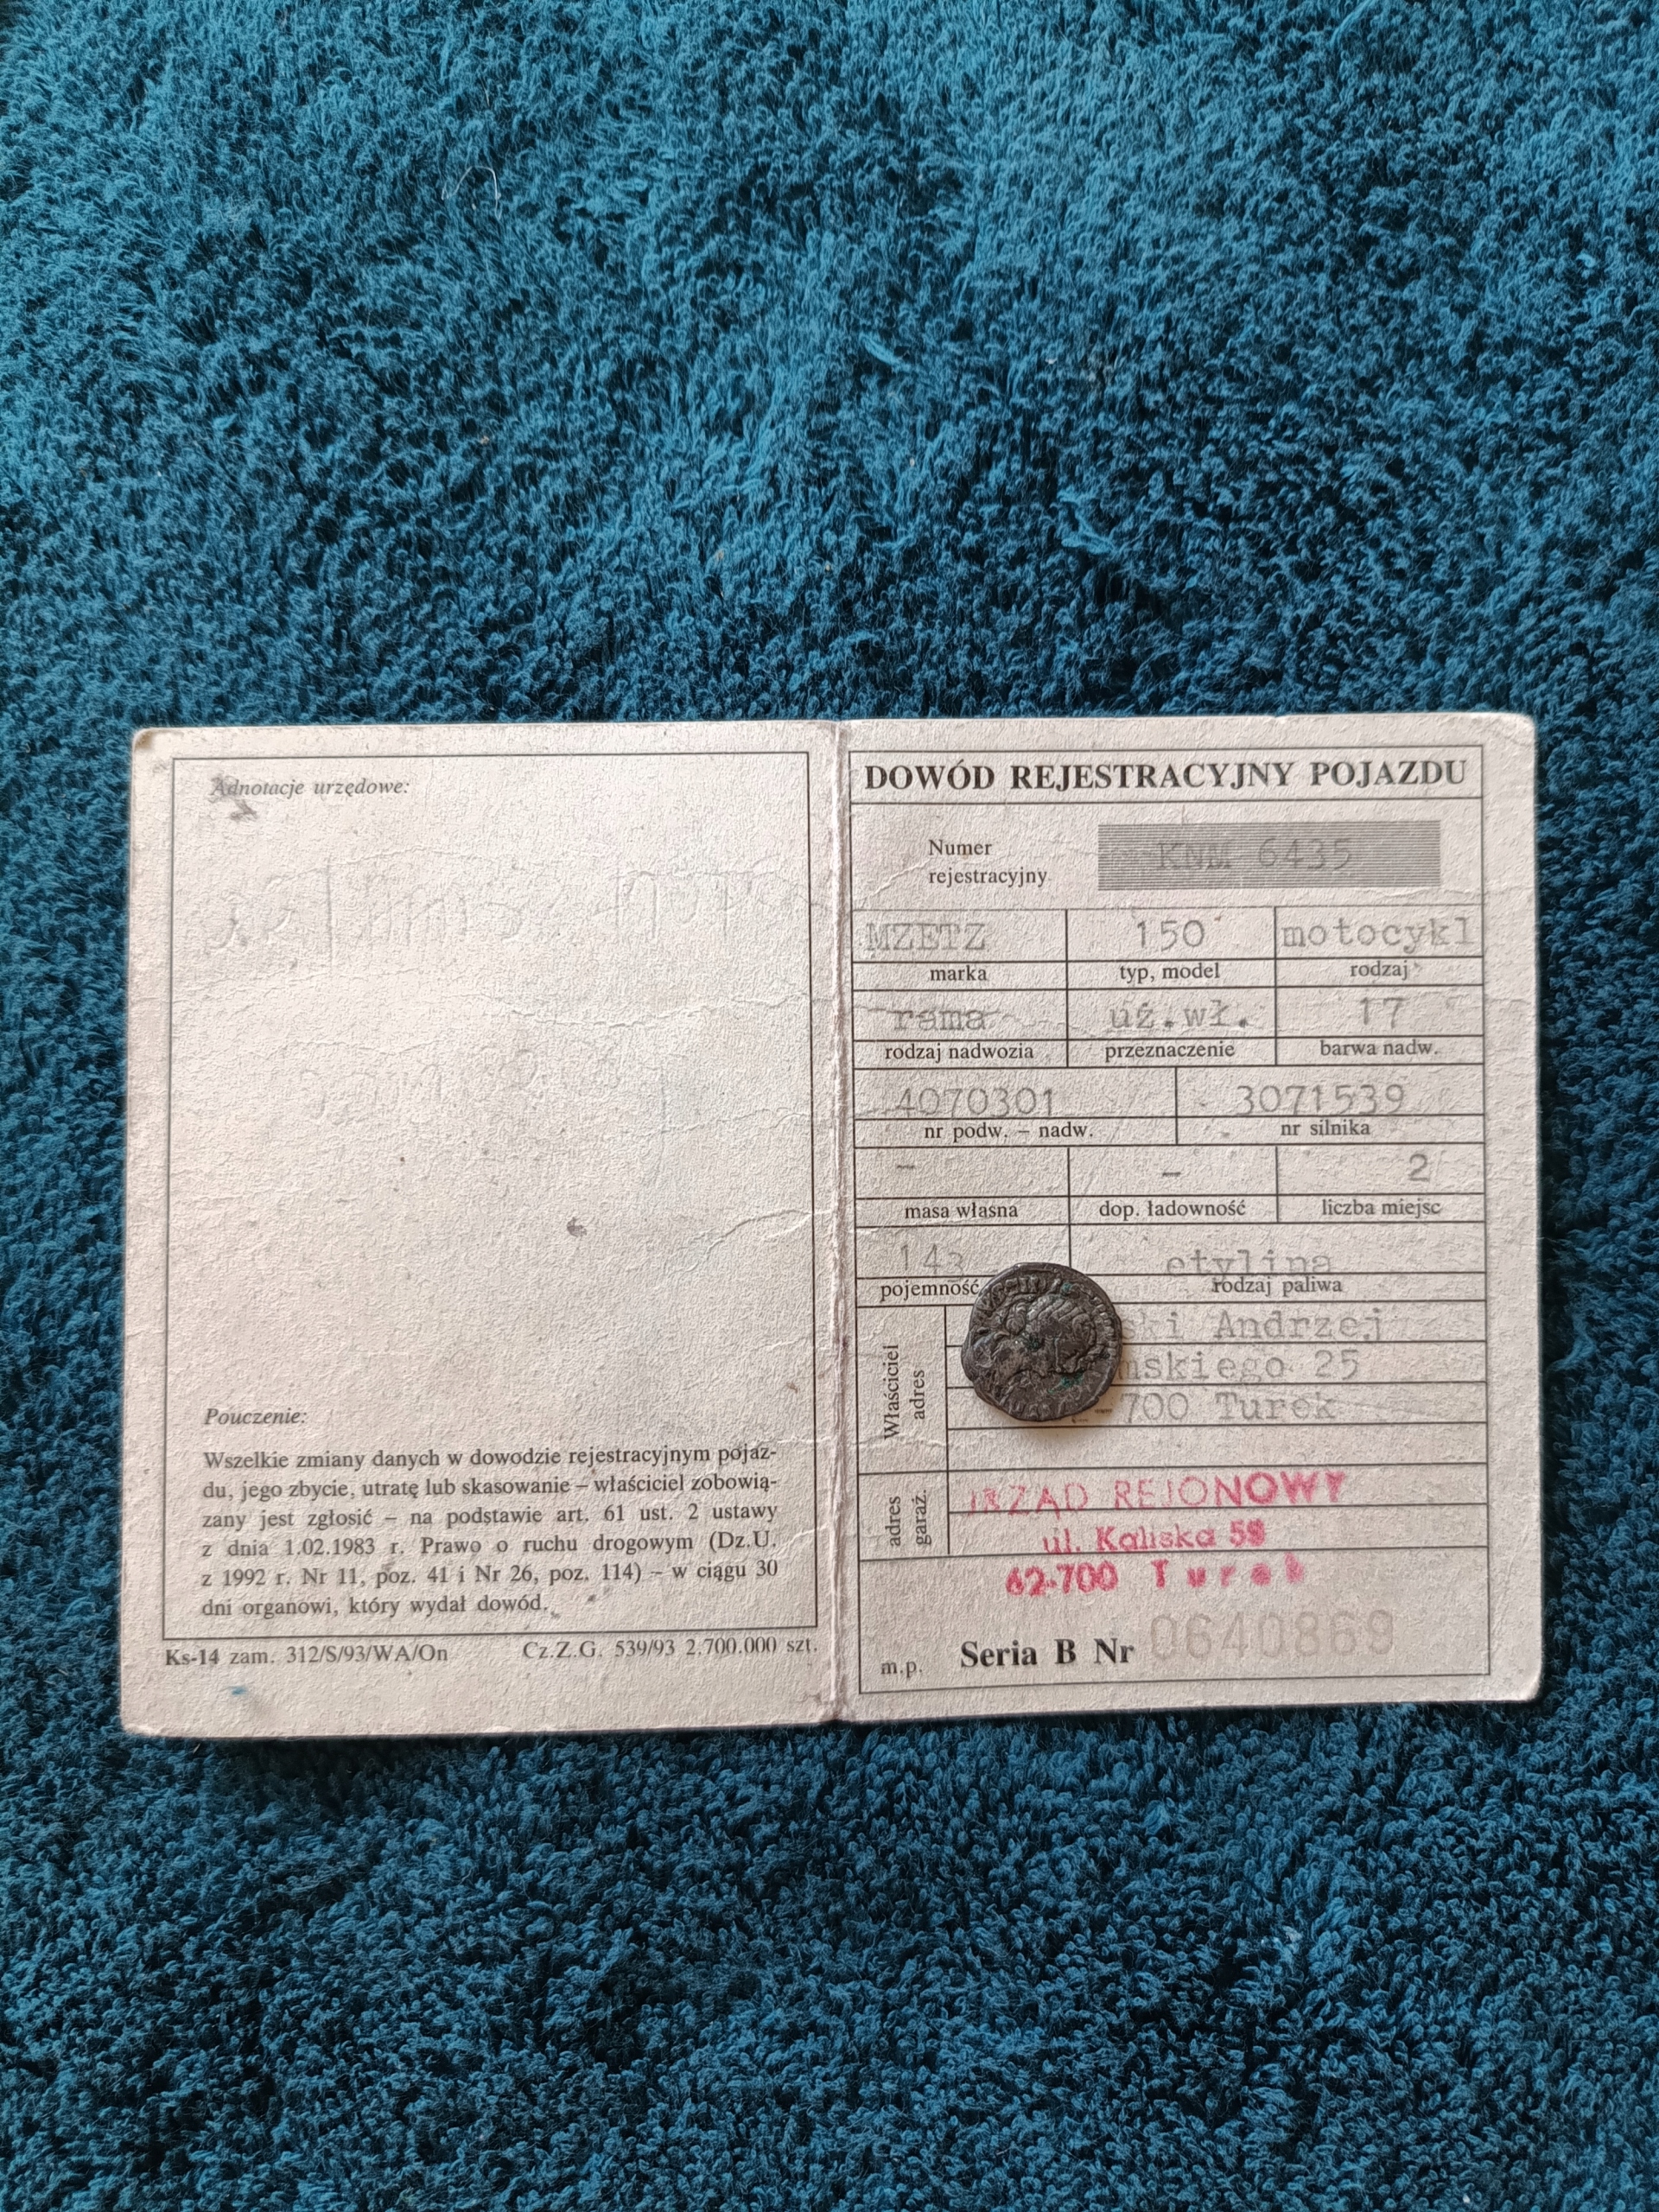 Adnotacje urzędowe:
Pouczenie:
Wszelkie zmiany danych w dowodzie rejestracyjnym pojaz-
du, jego zbycie, utratę lub skasowanie – właściciel zobowią-
zany jest zgłosić – na podstawie art. 61 ust. 2 ustawy
z dnia 1.02.1983 r. Prawo o ruchu drogowym (Dz.U.
z 1992 r. Nr 11, poz. 41 i Nr 26, poz. 114) – w ciągu 30
dni organowi, który wydał dowód.
Ks-14 zam. 312/S/93/WA/On Cz.Z.G. 539/93 2.700.000 szt.
DOWÓD REJESTRACYJNY POJAZDU
Numer
rejestracyjny
KNM 6435
MZETZ 150 motocykl
marka typ, model rodzaj
rama uż.wł. 17
rodzaj nadwozia przeznaczenie barwa nadw.
4070301 3071539
nr podw. – nadw. nr silnika
– – 2
masa własna dop. ładowność liczba miejsc
143 etylina
pojemność rodzaj paliwa
Właściciel
adres
ski Andrzej
ńskiego 25
700 Turek
adres
garaż.
URZĄD REJONOWY
ul. Kaliska 59
62-700 Turek
m.p. Seria B Nr 0640869